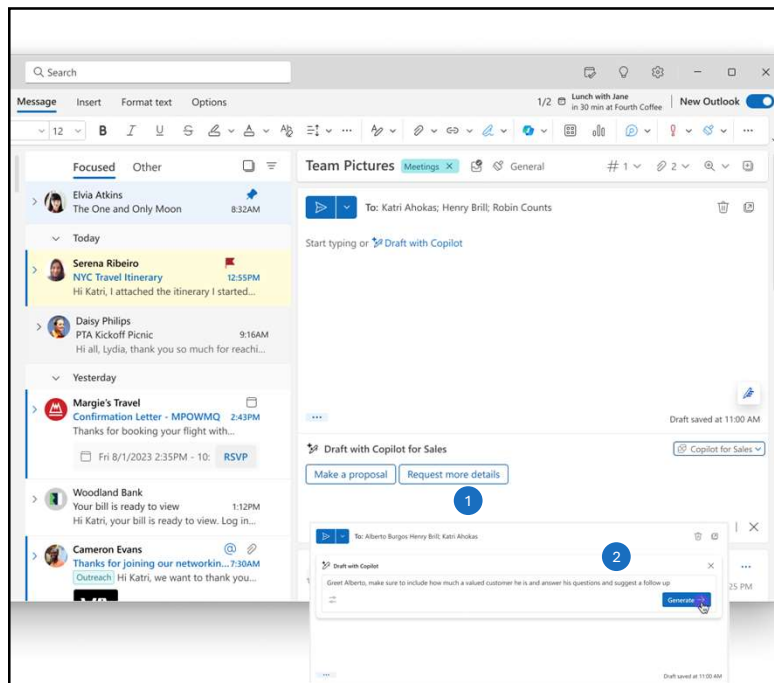 Search
Message Insert Format text Options
1/2 Lunch with Jane
in 30 min at Fourth Coffee
New Outlook
12 B I U S
Focused Other
Elvia Atkins
The One and Only Moon 8:32AM
Today
Serena Ribeiro
NYC Travel Itinerary 12:55PM
Hi Katri, I attached the itinerary I started...
Daisy Philips
PTA Kickoff Picnic 9:16AM
Hi all, Lydia, thank you so much for reachi...
Yesterday
Margie's Travel
Confirmation Letter - MPOWMQ 2:43PM
Thanks for booking your flight with...
Fri 8/1/2023 2:35PM - 10: RSVP
Woodland Bank
Your bill is ready to view 1:12PM
Hi Katri, your bill is ready to view. Log in...
Cameron Evans
Thanks for joining our networkin... 7:30AM
Outreach Hi Katri, we want to thank you...
Team Pictures Meetings General # 1 2
To: Katri Ahokas; Henry Brill; Robin Counts
Start typing or Draft with Copilot
Draft saved at 11:00 AM
Draft with Copilot for Sales Copilot for Sales
Make a proposal Request more details
1
To: Alberto Burgos Henry Brill; Katri Ahokas
2
Draft with Copilot
Greet Alberto, make sure to include how much a valued customer he is and answer his questions and suggest a follow up
Generate
25 PM
Draft saved at 11:00 AM